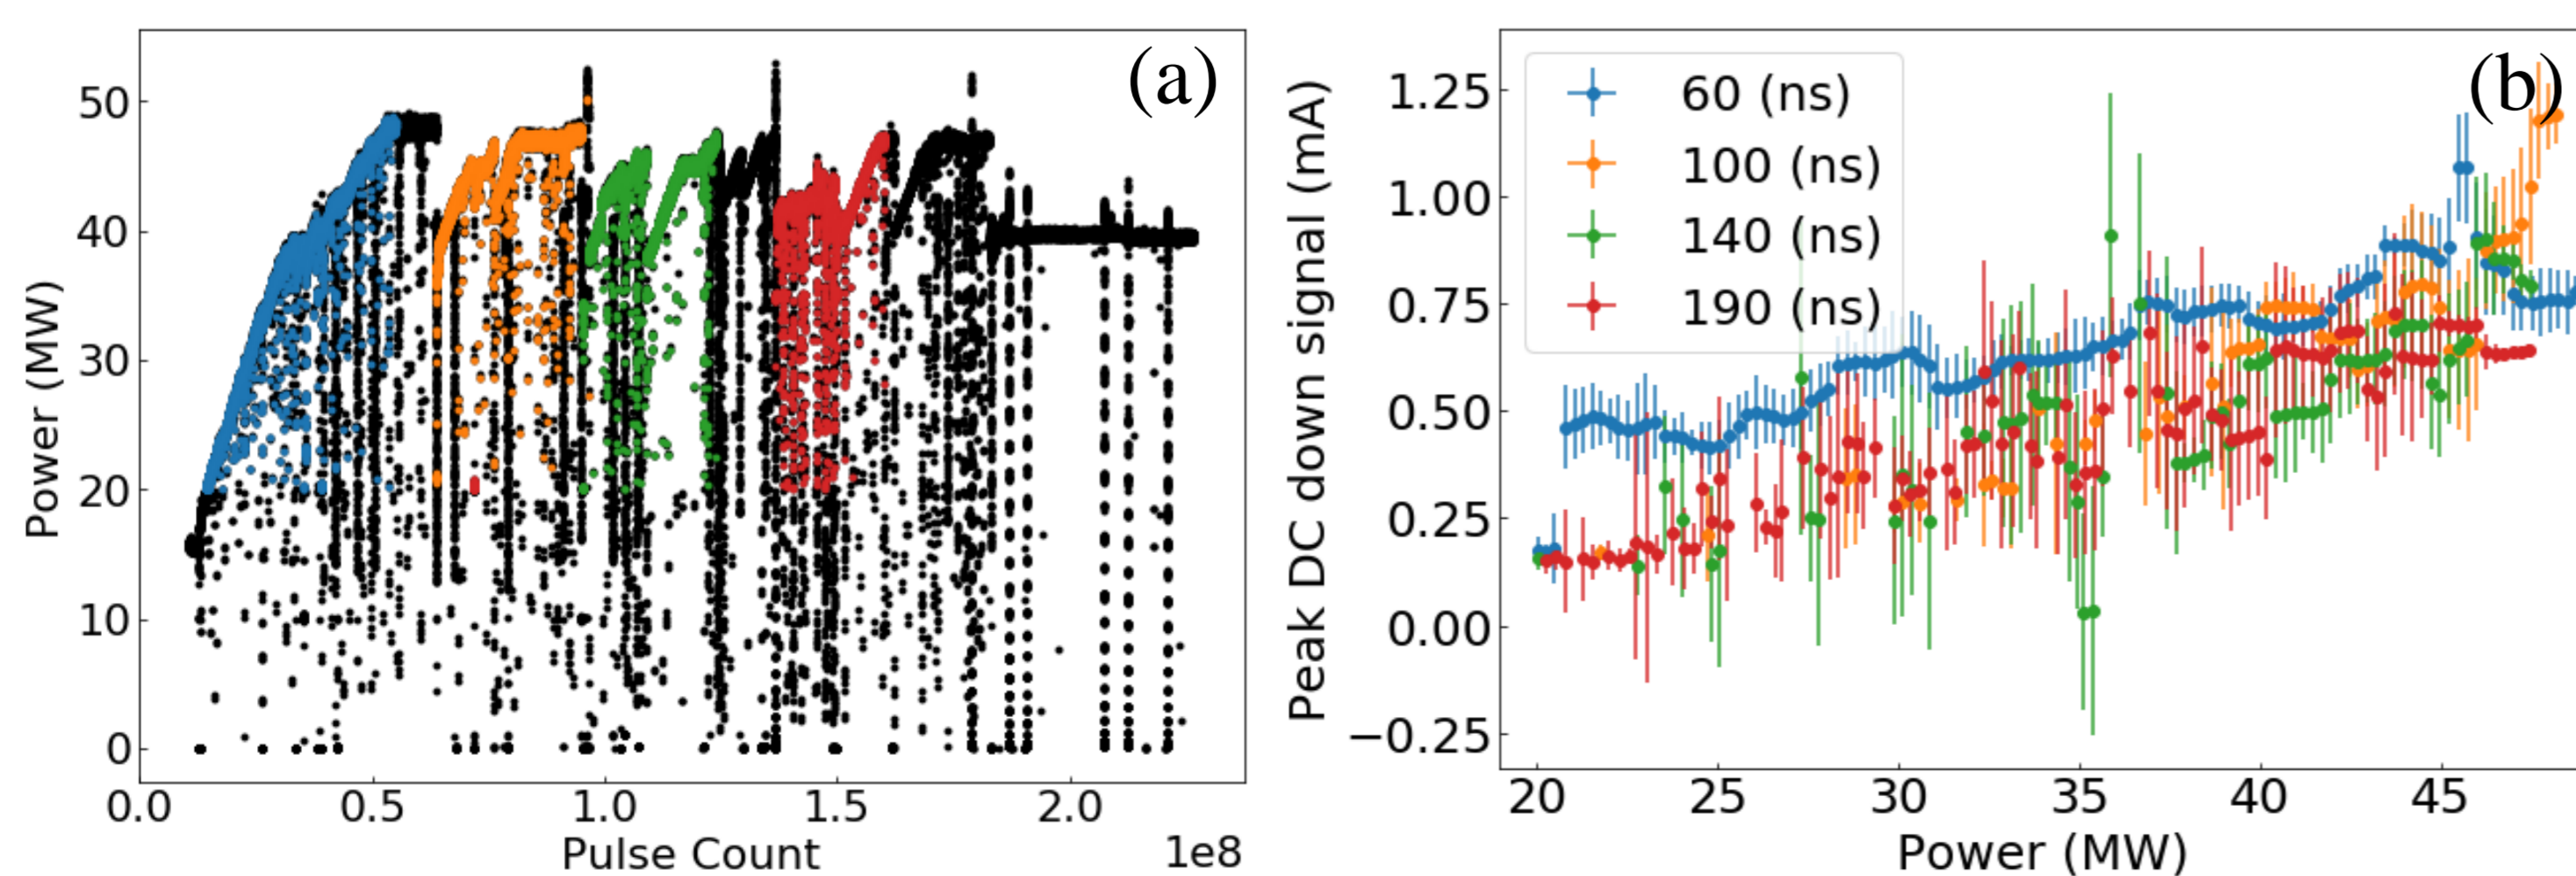 (a)
50
40
30
20
10
0
Power (MW)
0.0 0.5 1.0 1.5 2.0
Pulse Count 1e8
(b)
60 (ns)
100 (ns)
140 (ns)
190 (ns)
1.25
1.00
0.75
0.50
0.25
0.00
−0.25
Peak DC down signal (mA)
20 25 30 35 40 45
Power (MW)